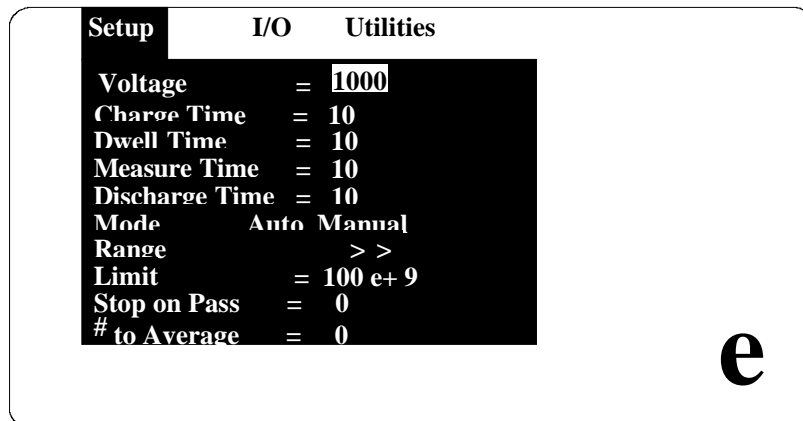 Setup I/O Utilities
Voltage = 1000
Charge Time = 10
Dwell Time = 10
Measure Time = 10
Discharge Time = 10
Mode Auto Manual
Range > >
Limit = 100 e+ 9
Stop on Pass = 0
# to Average = 0
e